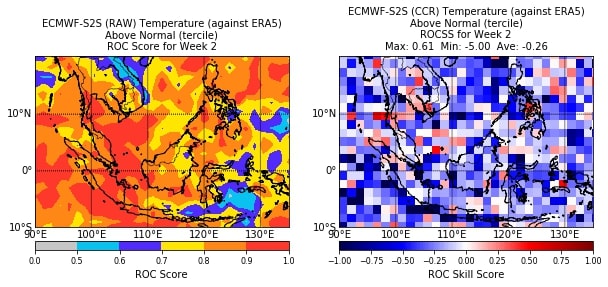 ECMWF-S2S (RAW) Temperature (against ERA5)
Above Normal (tercile)
ROC Score for Week 2
10°N
0°
10°S
90°E 100°E 110°E 120°E 130°E
0.0 0.5 0.6 0.7 0.8 0.9 1.0
ROC Score
ECMWF-S2S (CCR) Temperature (against ERA5)
Above Normal (tercile)
ROCSS for Week 2
Max: 0.61 Min: -5.00 Ave: -0.26
10°N
0°
10°S
90°E 100°E 110°E 120°E 130°E
−1.00 −0.75 −0.50 −0.25 0.00 0.25 0.50 0.75 1.00
ROC Skill Score